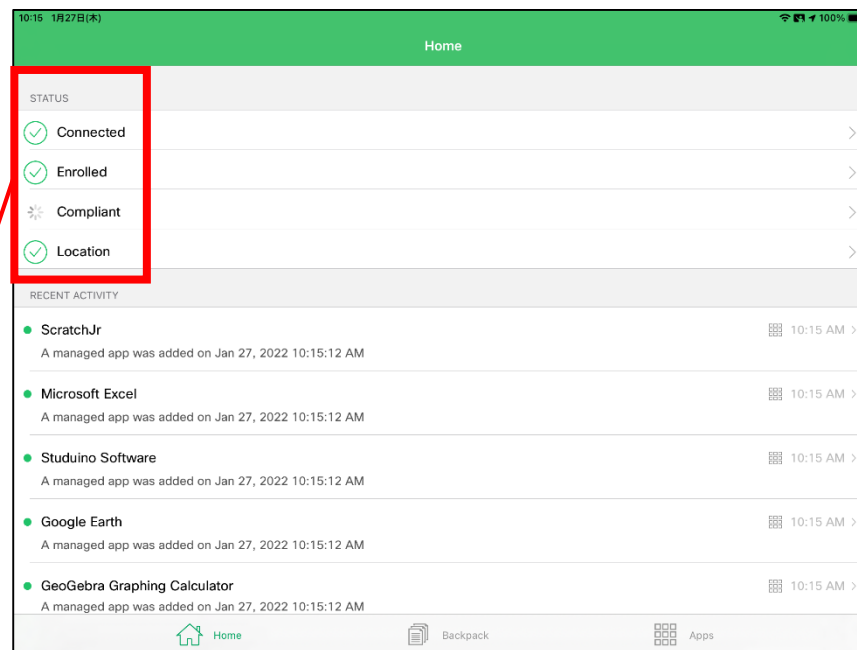 10:15 1月27日(木)
100%
Home
STATUS
Connected
Enrolled
Compliant
Location
RECENT ACTIVITY
ScratchJr
10:15 AM
A managed app was added on Jan 27, 2022 10:15:12 AM
Microsoft Excel
10:15 AM
A managed app was added on Jan 27, 2022 10:15:12 AM
Studuino Software
10:15 AM
A managed app was added on Jan 27, 2022 10:15:12 AM
Google Earth
10:15 AM
A managed app was added on Jan 27, 2022 10:15:12 AM
GeoGebra Graphing Calculator
10:15 AM
A managed app was added on Jan 27, 2022 10:15:12 AM
Home
Backpack
Apps